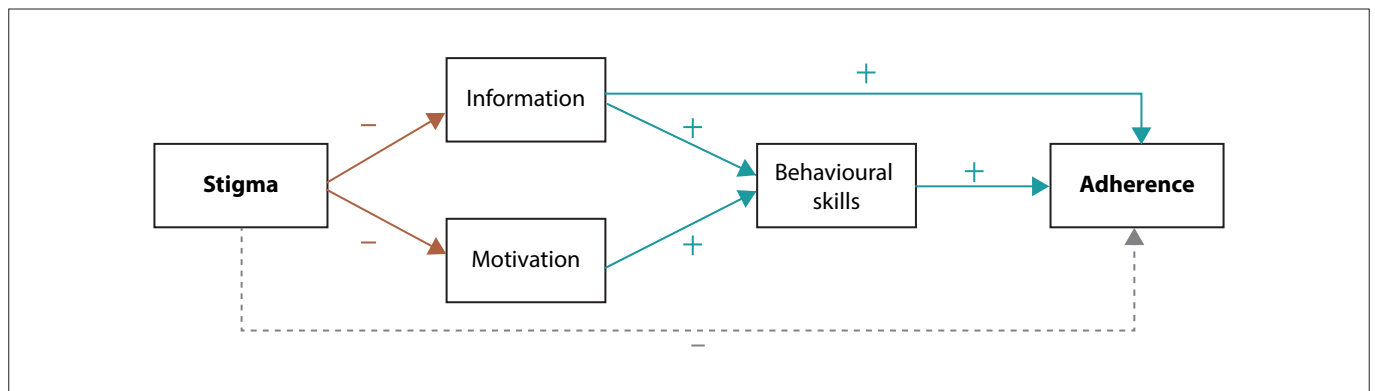 +
Information
–
+
Stigma
Behavioural
skills
+
Adherence
–
+
Motivation
–